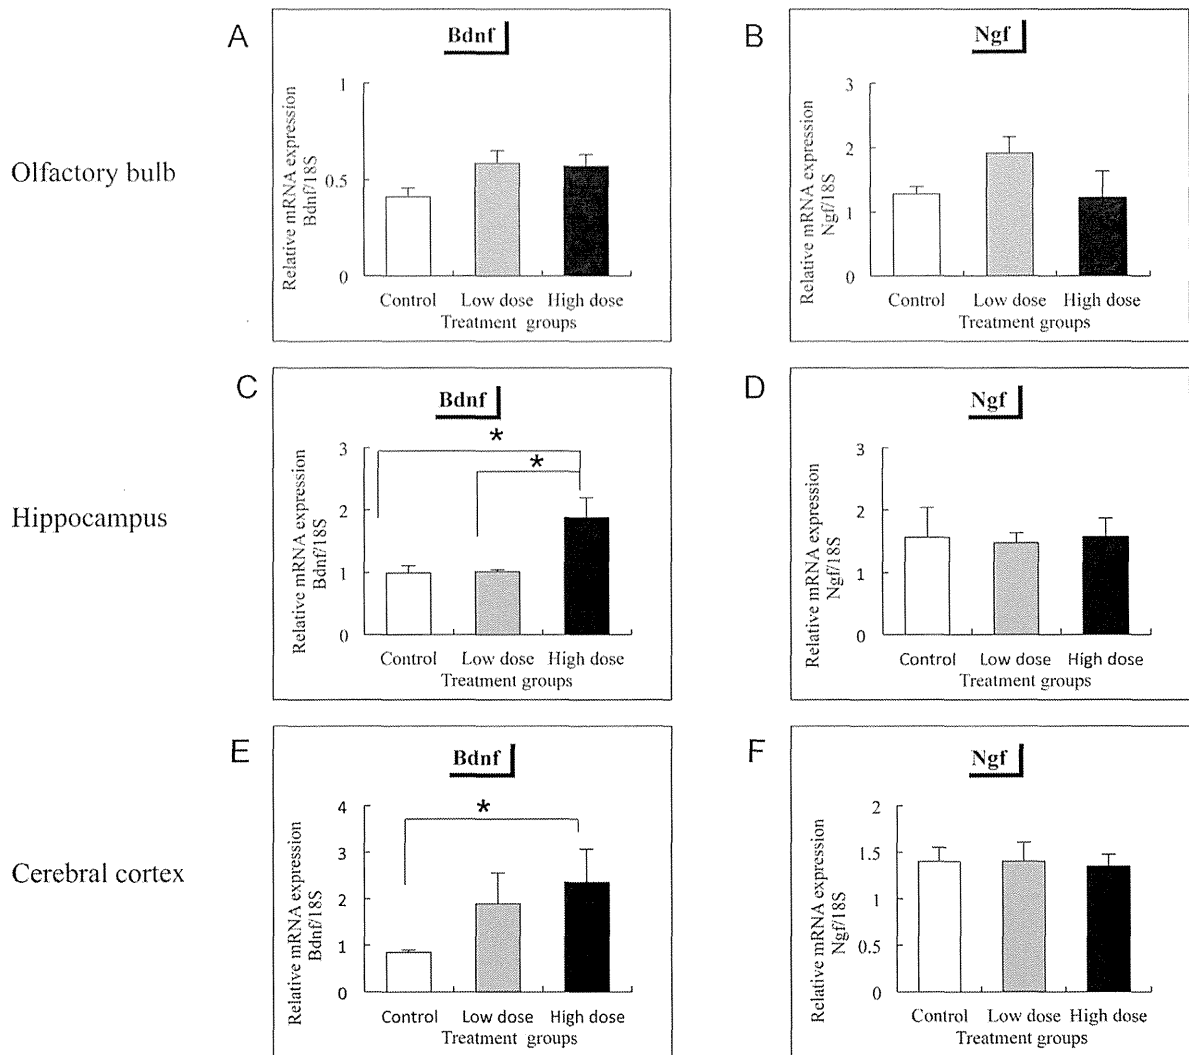 A
Bdnf
Relative mRNA expression
Bdnf/18S
1
0.5
0
Control Low dose High dose
Treatment groups
B
Ngf
Relative mRNA expression
Ngf/18S
3
2
1
0
Control Low dose High dose
Treatment groups
Olfactory bulb
C
Bdnf
*
*
Relative mRNA expression
Bdnf/18S
3
2
1
0
Control Low dose High dose
Treatment groups
D
Ngf
Relative mRNA expression
Ngf/18S
3
2
1
0
Control Low dose High dose
Treatment groups
Hippocampus
E
Bdnf
*
Relative mRNA expression
Bdnf/18S
4
3
2
1
0
Control Low dose High dose
Treatment groups
F
Ngf
Relative mRNA expression
Ngf/18S
2
1.5
1
0.5
0
Control Low dose High dose
Treatment groups
Cerebral cortex